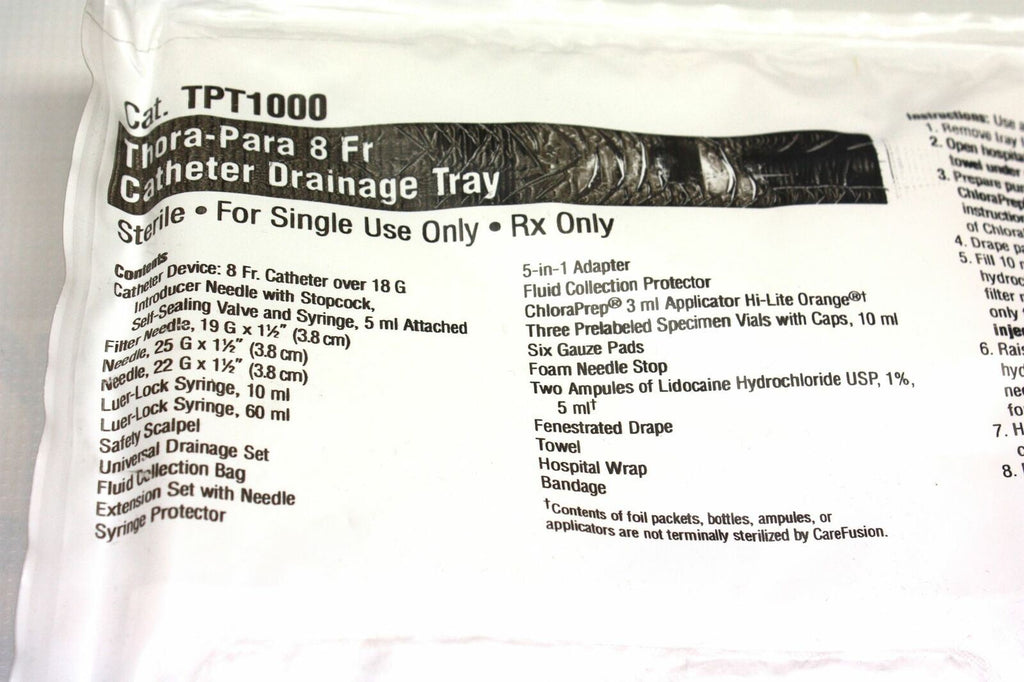 Cat. TPT1000
Thora-Para 8 Fr
Catheter Drainage Tray
Sterile • For Single Use Only • Rx Only
Contents
Catheter Device: 8 Fr. Catheter over 18 G
Introducer Needle with Stopcock,
Self-Sealing Valve and Syringe, 5 ml Attached
Filter Needle, 19 G x 1½" (3.8 cm)
Needle, 25 G x 1½" (3.8 cm)
Needle, 22 G x 1½" (3.8 cm)
Luer-Lock Syringe, 10 ml
Luer-Lock Syringe, 60 ml
Safety Scalpel
Universal Drainage Set
Fluid Collection Bag
Extension Set with Needle
Syringe Protector
5-in-1 Adapter
Fluid Collection Protector
ChloraPrep® 3 ml Applicator Hi-Lite Orange®†
Three Prelabeled Specimen Vials with Caps, 10 ml
Six Gauze Pads
Foam Needle Stop
Two Ampules of Lidocaine Hydrochloride USP, 1%,
5 ml†
Fenestrated Drape
Towel
Hospital Wrap
Bandage
†Contents of foil packets, bottles, ampules, or
applicators are not terminally sterilized by CareFusion.
Instructions: Use
1. Remove tray
2. Open
towel under
3. Prepare
of
4. Drape
5. Fill 10
filter
only
6.
7.
8.